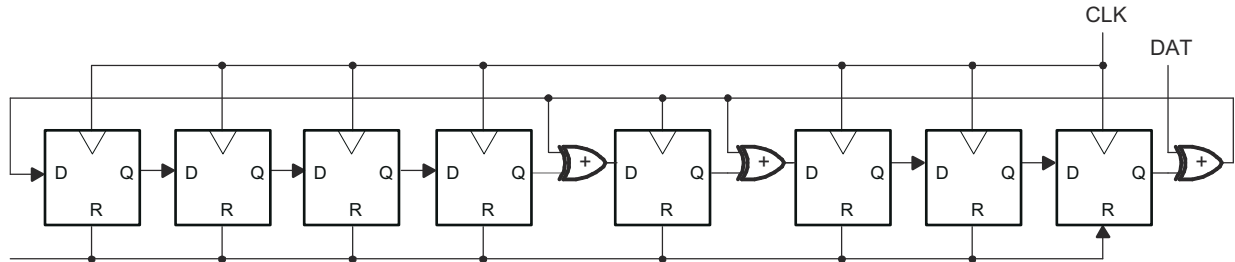 CLK
DAT
+ + +
D Q D Q D Q D Q D Q D Q D Q D Q
R R R R R R R R